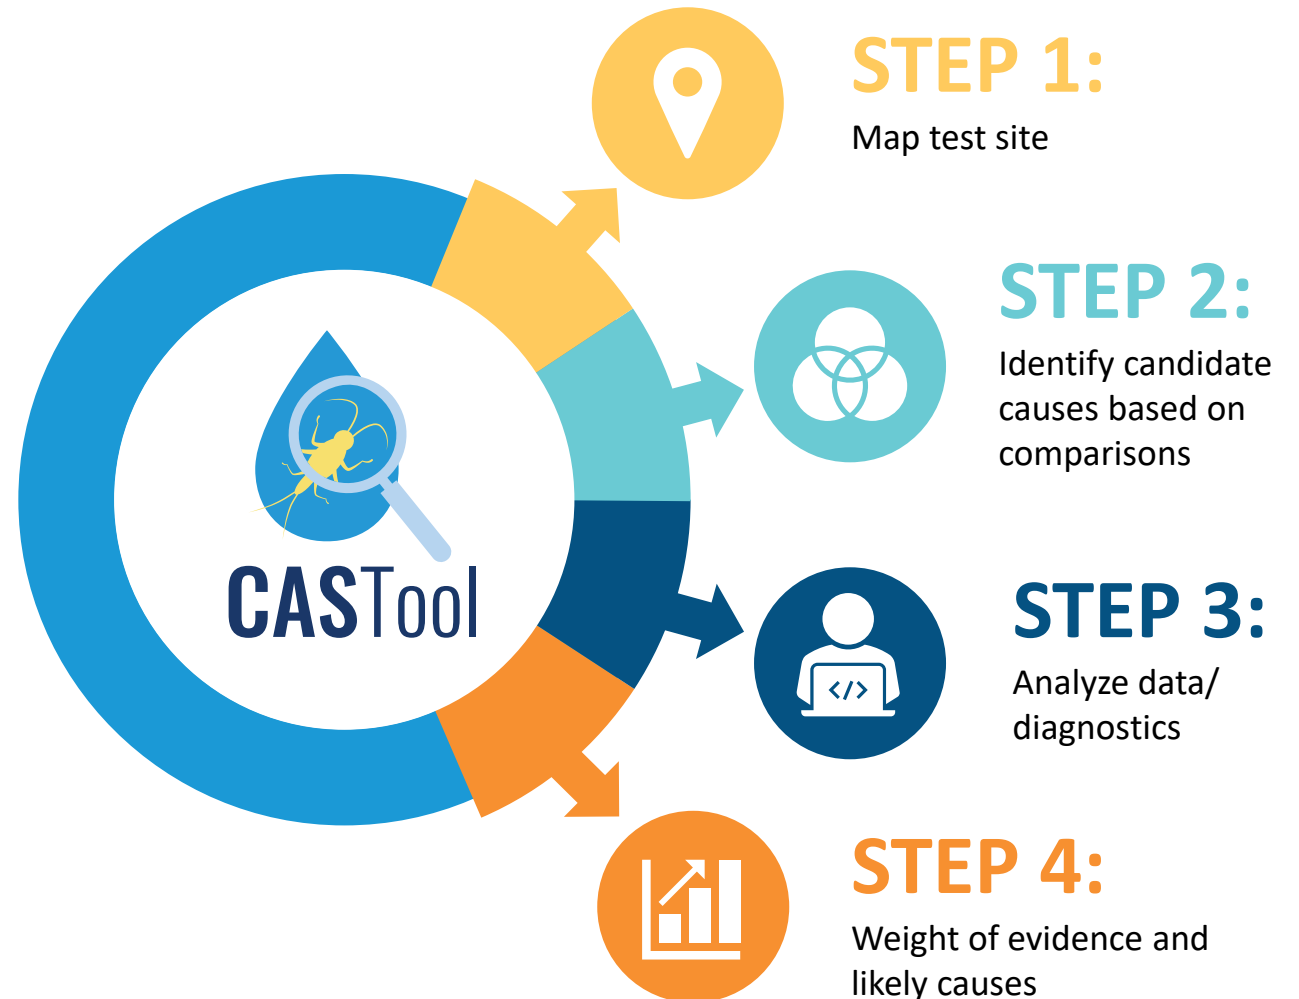 STEP 1:
Map test site
STEP 2:
Identify candidate
causes based on
comparisons
CASTool
</>
STEP 3:
Analyze data/
diagnostics
STEP 4:
Weight of evidence and
likely causes